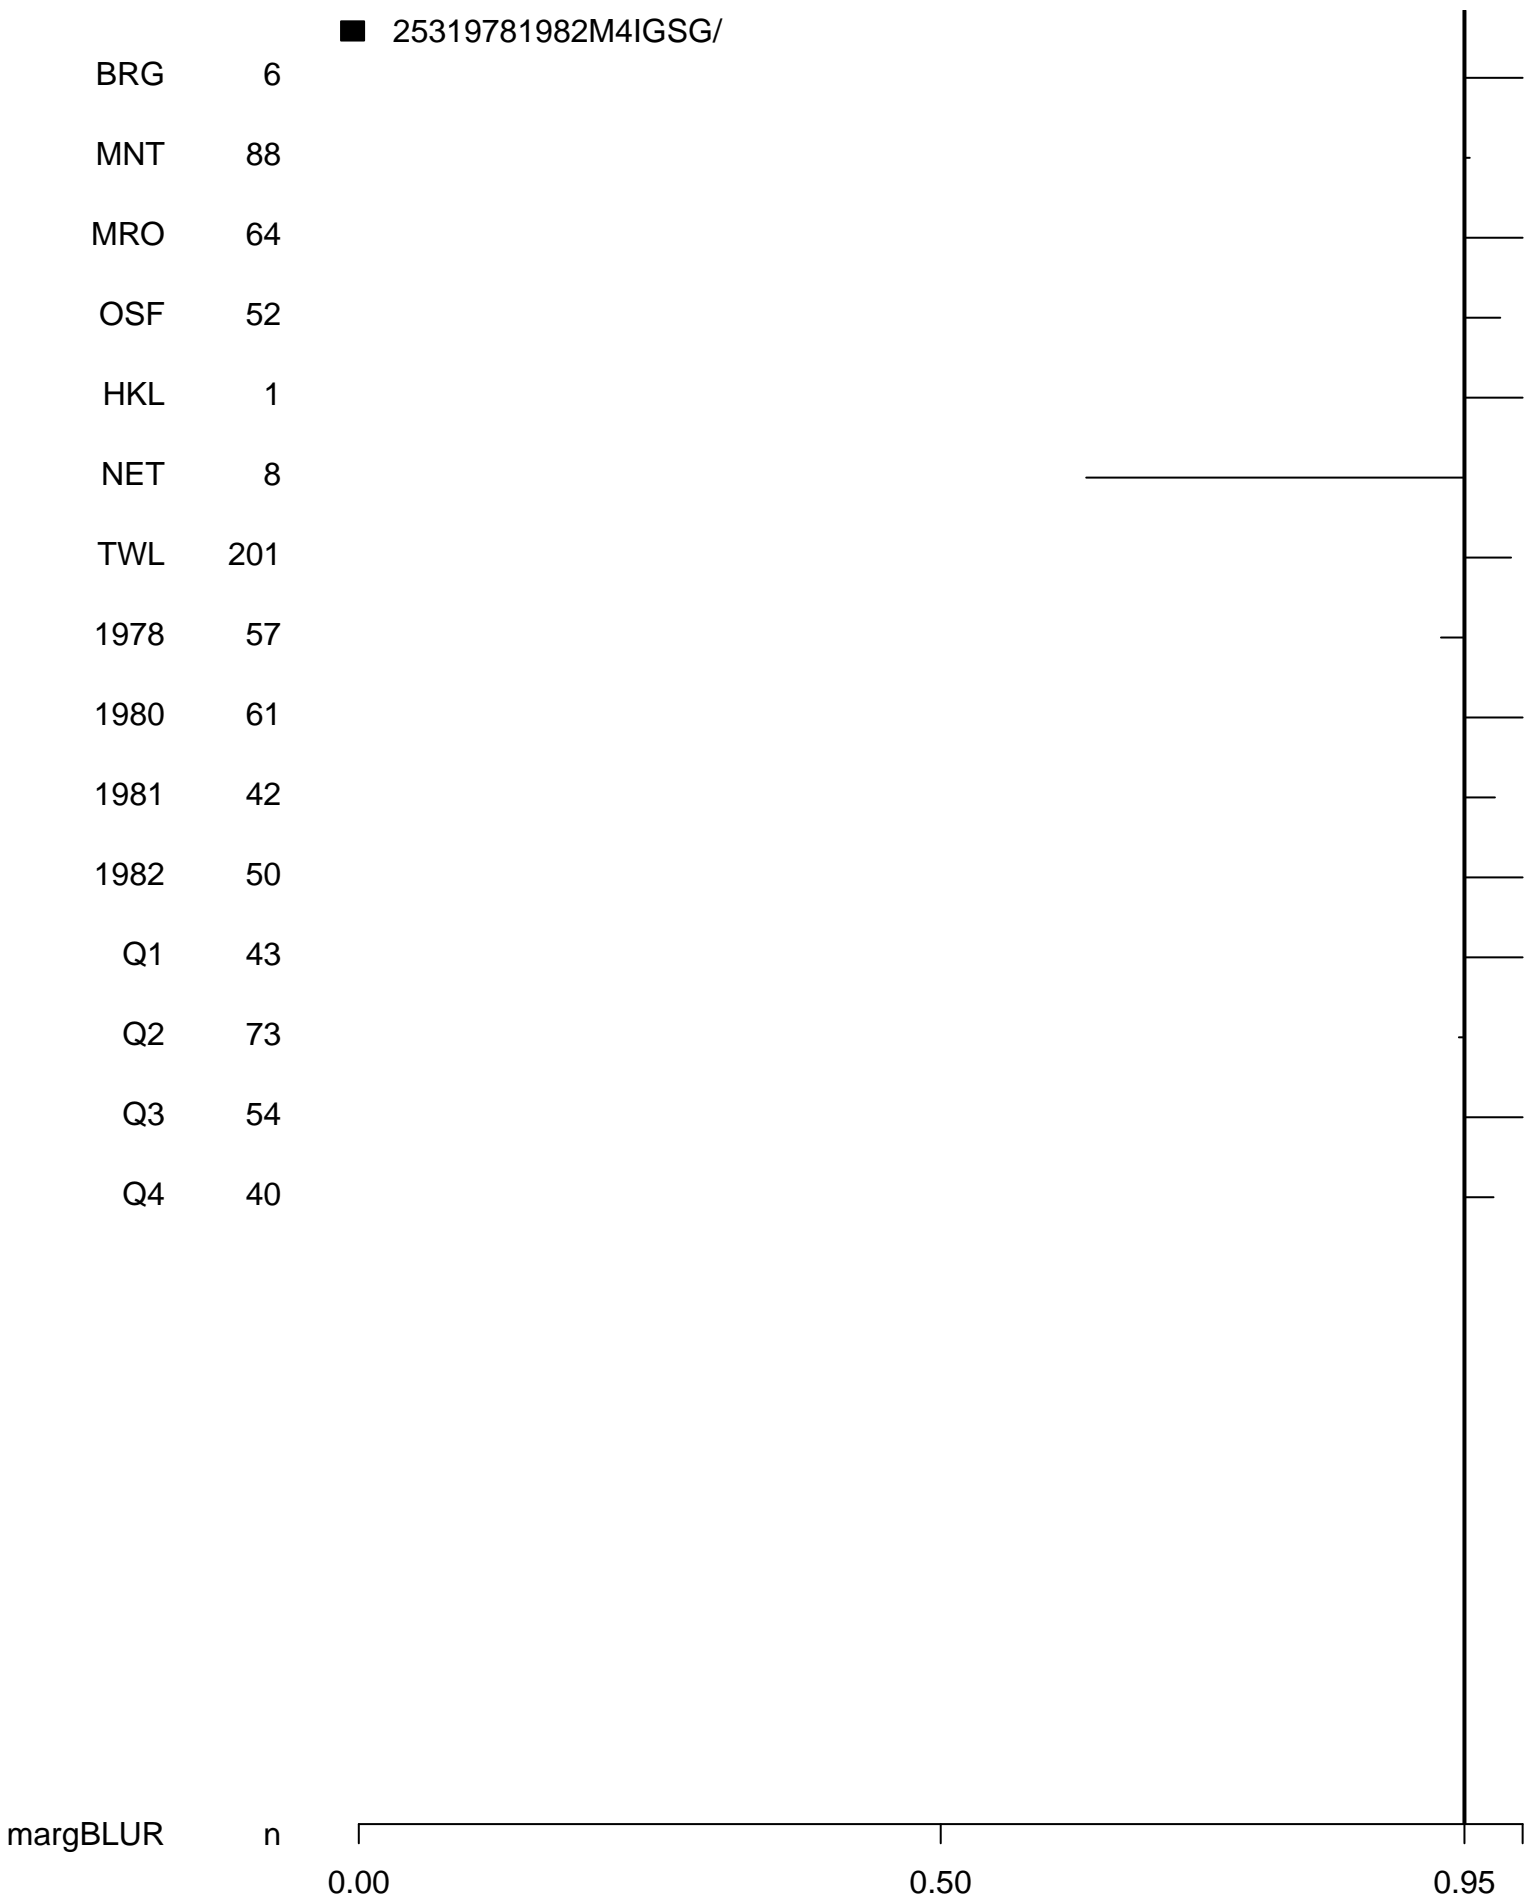 25319781982M4IGSG/
BRG 6
MNT 88
MRO 64
OSF 52
HKL 1
NET 8
TWL 201
1978 57
1980 61
1981 42
1982 50
Q1 43
Q2 73
Q3 54
Q4 40
margBLUR n
0.00 0.50 0.95